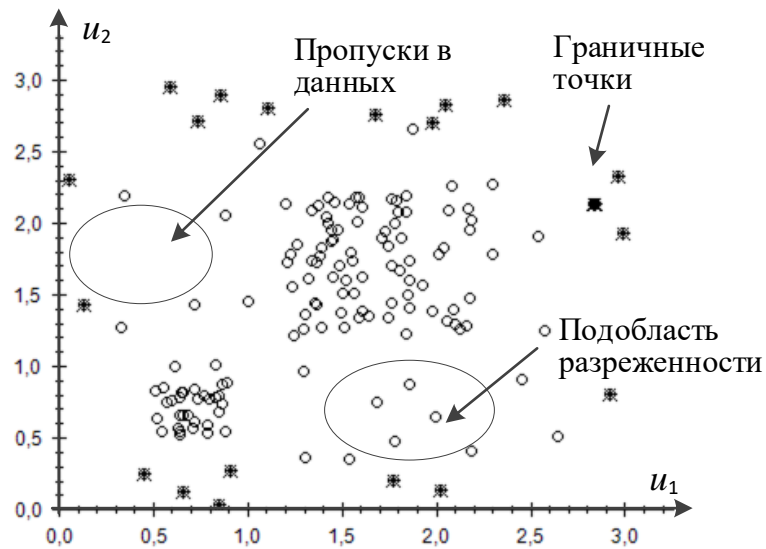 u2
Пропуски в
данных
Граничные
точки
3,0
2,5
2,0
1,5
1,0
0,5
0,0
Подобласть
разреженности
u1
0,0
0,5
1,0
1,5
2,0
2,5
3,0